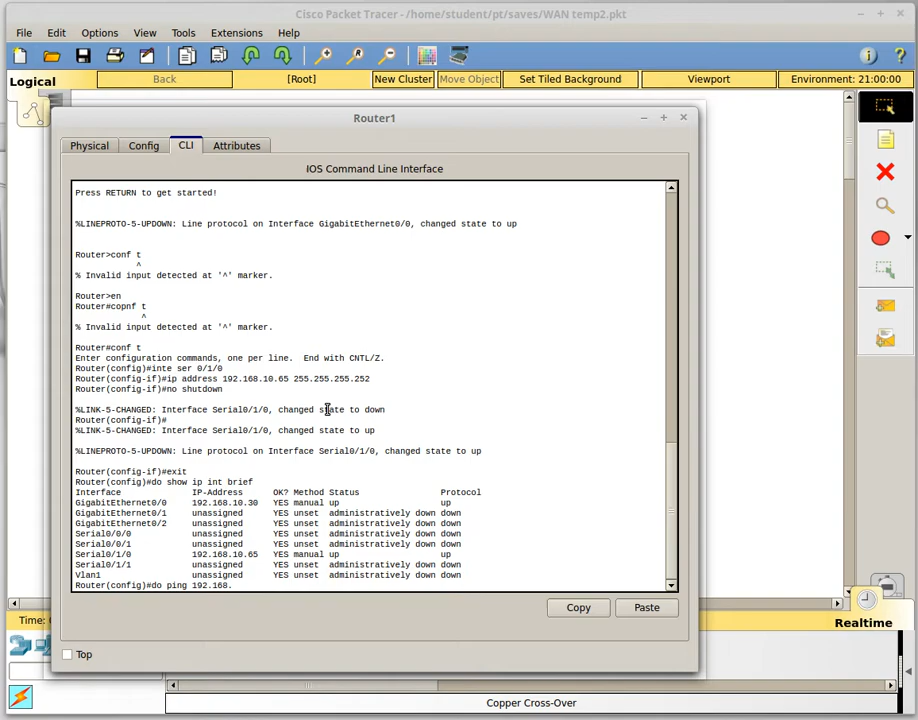 Cisco Packet Tracer - /home/student/pt/saves/WAN temp2.pkt
File Edit Options View Tools Extensions Help
Logical Back [Root] New Cluster Move Object Set Tiled Background Viewport Environment: 21:00:00
Router1
Physical Config CLI Attributes
IOS Command Line Interface
Press RETURN to get started!
%LINEPROTO-5-UPDOWN: Line protocol on Interface GigabitEthernet0/0, changed state to up
Router>conf t
^
% Invalid input detected at '^' marker.
Router>en
Router#copnf t
^
% Invalid input detected at '^' marker.
Router#conf t
Enter configuration commands, one per line.  End with CNTL/Z.
Router(config)#inte ser 0/1/0
Router(config-if)#ip address 192.168.10.65 255.255.255.252
Router(config-if)#no shutdown
%LINK-5-CHANGED: Interface Serial0/1/0, changed state to down
Router(config-if)#
%LINK-5-CHANGED: Interface Serial0/1/0, changed state to up
%LINEPROTO-5-UPDOWN: Line protocol on Interface Serial0/1/0, changed state to up
Router(config-if)#exit
Router(config)#do show ip int brief
Interface IP-Address OK? Method Status Protocol
GigabitEthernet0/0 192.168.10.30 YES manual up up
GigabitEthernet0/1 unassigned YES unset administratively down down
GigabitEthernet0/2 unassigned YES unset administratively down down
Serial0/0/0 unassigned YES unset administratively down down
Serial0/0/1 unassigned YES unset administratively down down
Serial0/1/0 192.168.10.65 YES manual up up
Serial0/1/1 unassigned YES unset administratively down down
Vlan1 unassigned YES unset administratively down down
Router(config)#do ping 192.168.
Copy Paste
Time: Realtime
Top
Copper Cross-Over